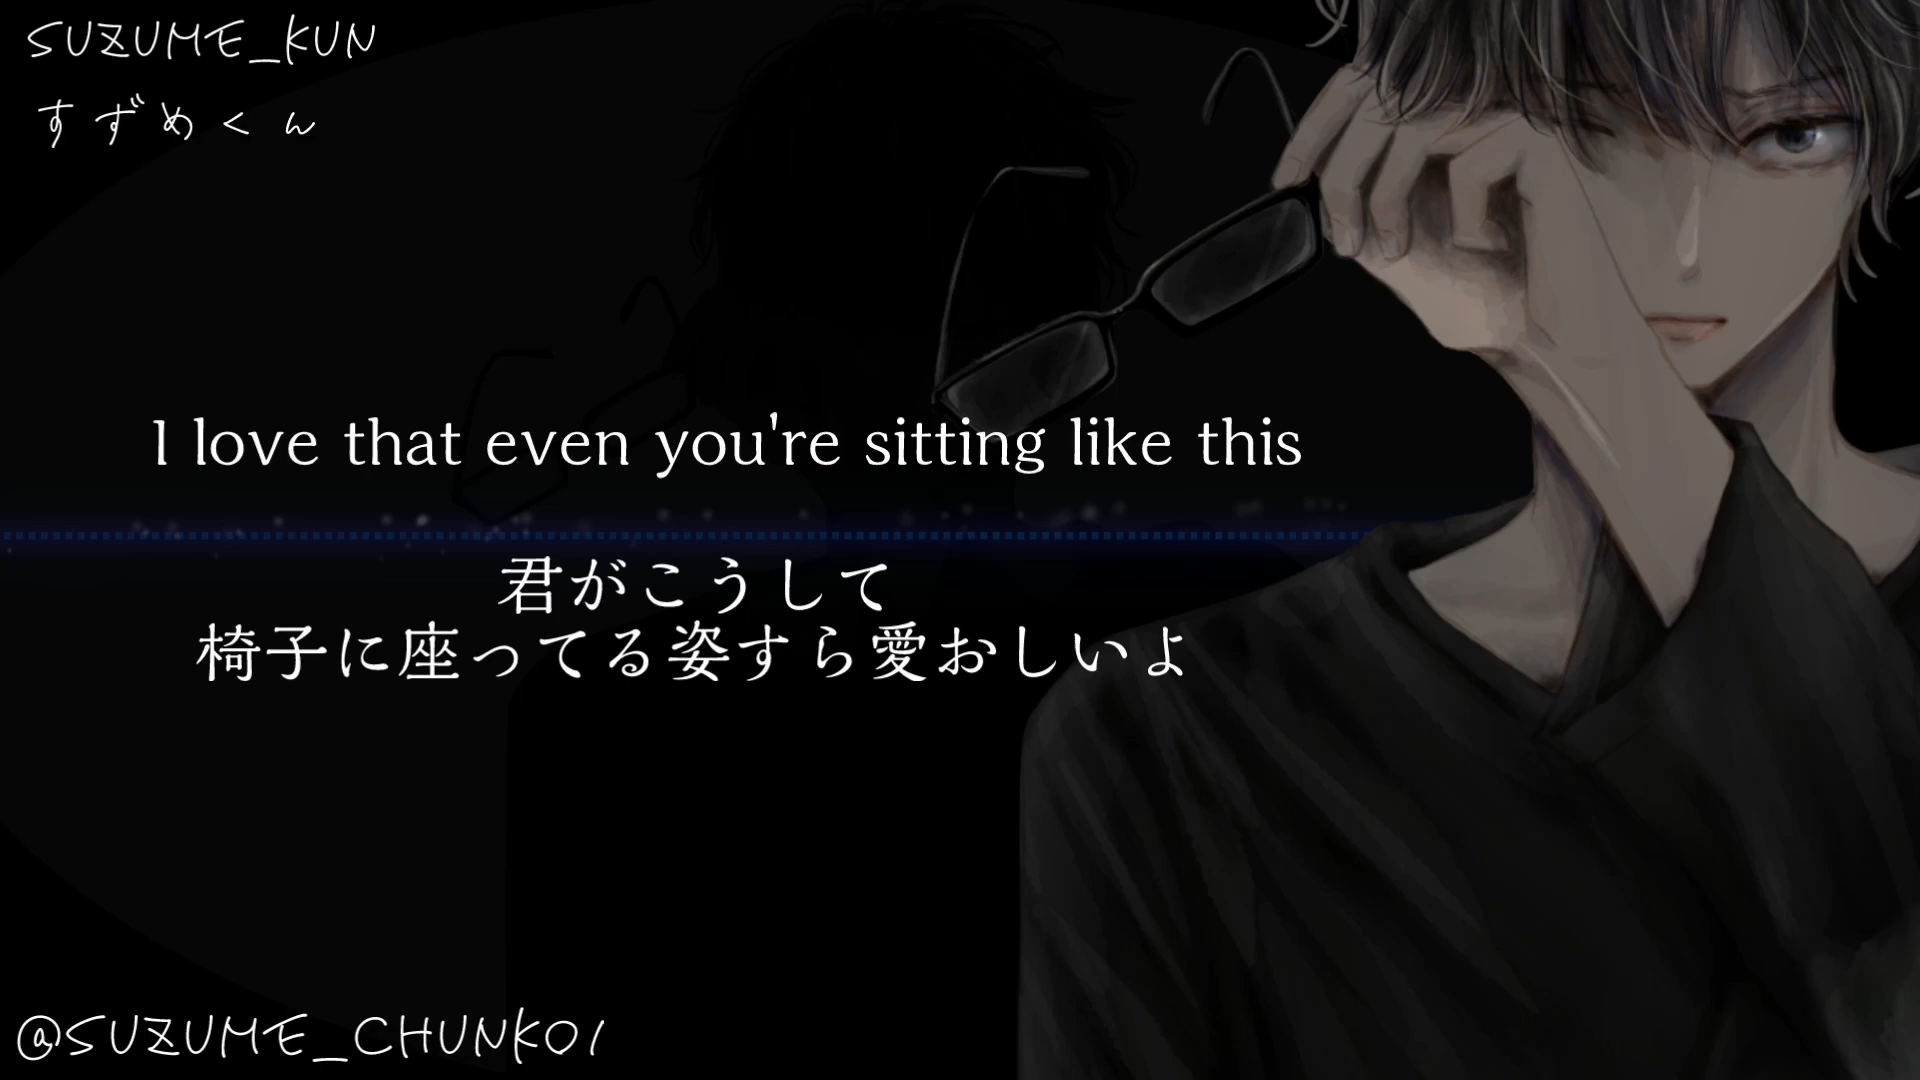 SUZUME_KUN
すずめくん
I love that even you're sitting like this
君がこうして
椅子に座ってる姿すら愛おしいよ
@SUZUME_CHUNKO1